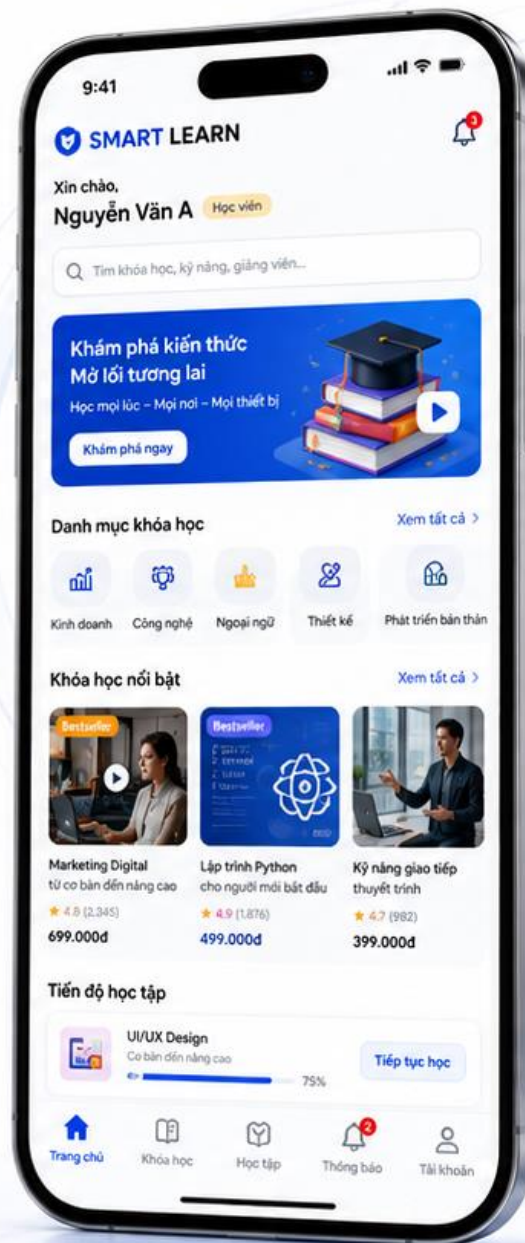 9:41
SMART LEARN
3
Xin chào,
Nguyễn Văn A
Học viên
Tìm khóa học, kỹ năng, giảng viên...
Khám phá kiến thức
Mở lối tương lai
Học mọi lúc – Mọi nơi – Mọi thiết bị
Khám phá ngay
Danh mục khóa học
Xem tất cả >
Kinh doanh
Công nghệ
Ngoại ngữ
Thiết kế
Phát triển bản thân
Khóa học nổi bật
Xem tất cả >
Bestseller
Bestseller
Marketing Digital
từ cơ bản đến nâng cao
4.8 (2.345)
699.000đ
Lập trình Python
cho người mới bắt đầu
4.9 (1.876)
499.000đ
Kỹ năng giao tiếp
thuyết trình
4.7 (982)
399.000đ
Tiến độ học tập
UI/UX Design
Cơ bản đến nâng cao
75%
Tiếp tục học
2
Trang chủ
Khóa học
Học tập
Thông báo
Tài khoản